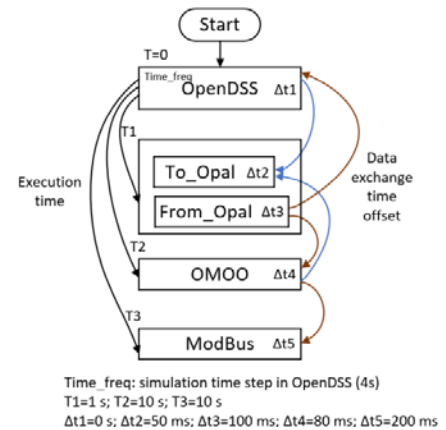 Start
T=0
Time_freq
OpenDSS Δt1
T1
To_Opal Δt2
From_Opal Δt3
Execution
time
Data
exchange
time
offset
T2
OMOO Δt4
T3
ModBus Δt5
Time_freq: simulation time step in OpenDSS (4s)
T1=1 s; T2=10 s; T3=10 s
Δt1=0 s; Δt2=50 ms; Δt3=100 ms; Δt4=80 ms; Δt5=200 ms